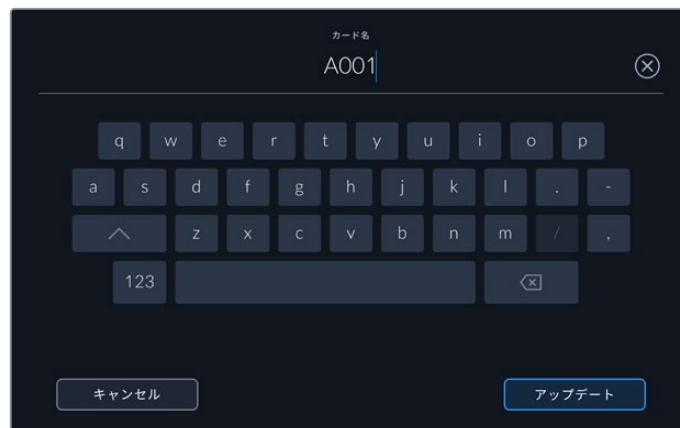 カード名
A001
q w e r t y u i o p
a s d f g h j k l . -
z x c v b n m / ,
123
キャンセル アップデート